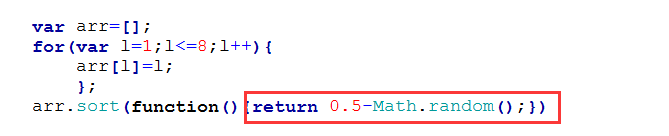 var arr=[];
for(var l=1;l<=8;l++){
arr[l]=l;
};
arr.sort(function(){return 0.5-Math.random();})